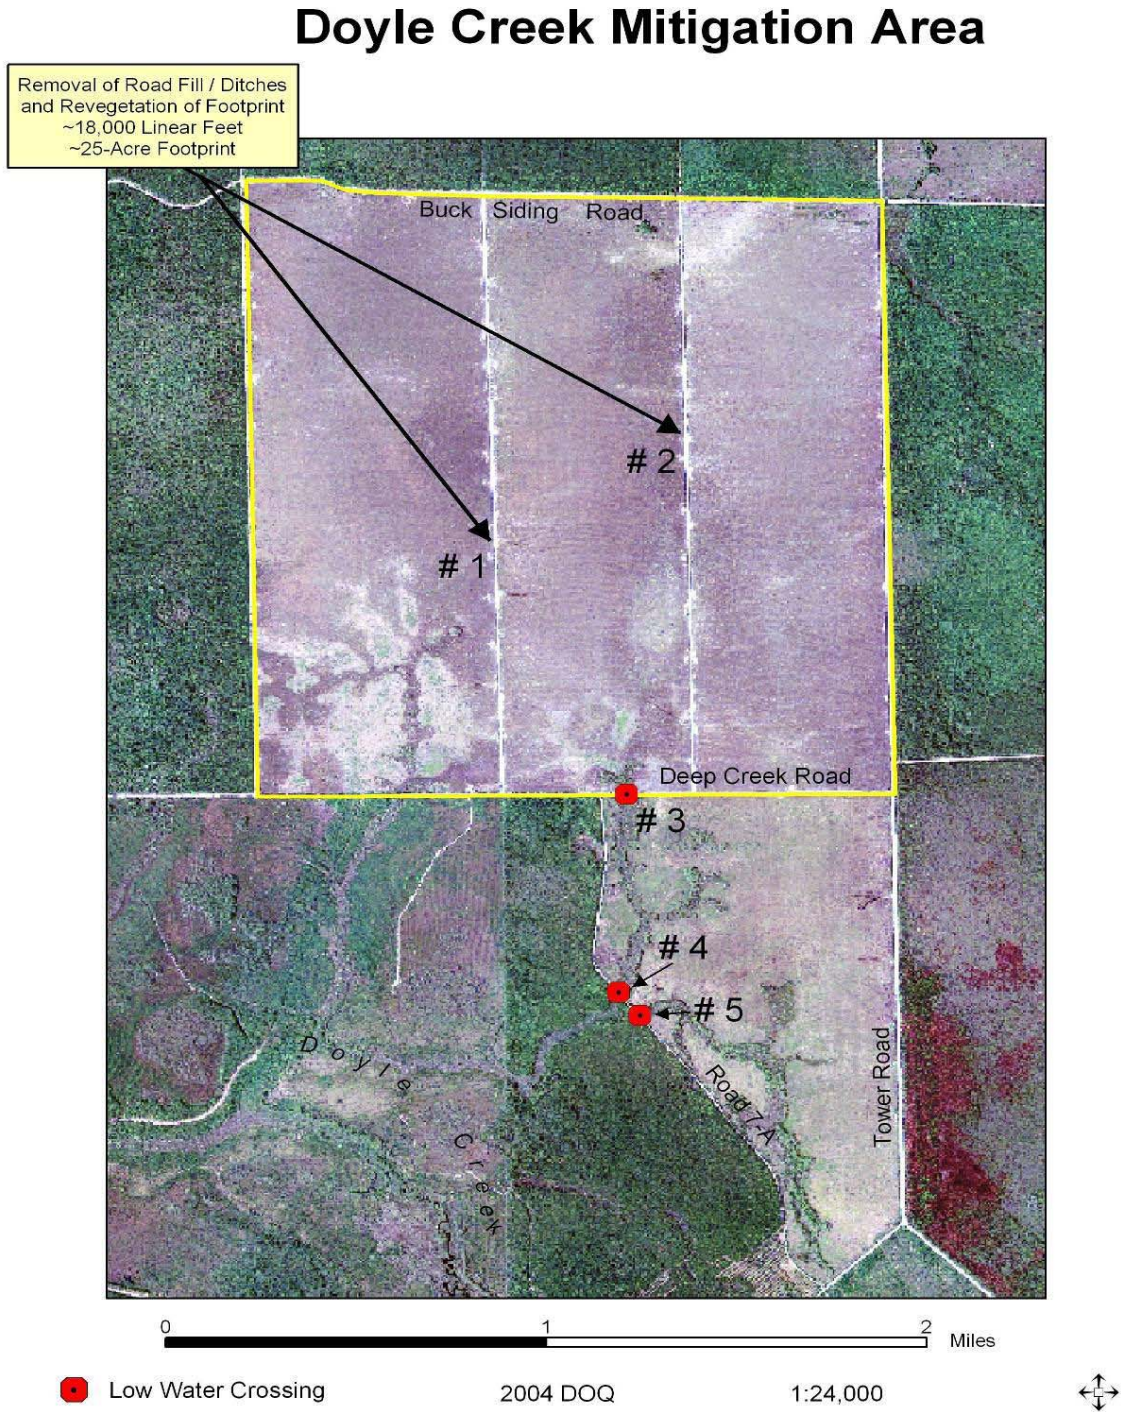 Doyle Creek Mitigation Area
Removal of Road Fill / Ditches
and Revegetation of Footprint
~18,000 Linear Feet
~25-Acre Footprint
Buck Siding Road
# 2
# 1
Deep Creek Road
# 3
# 4
# 5
Doyle Creek
Road 7-A
Tower Road
0 1 2 Miles
Low Water Crossing
2004 DOQ
1:24,000